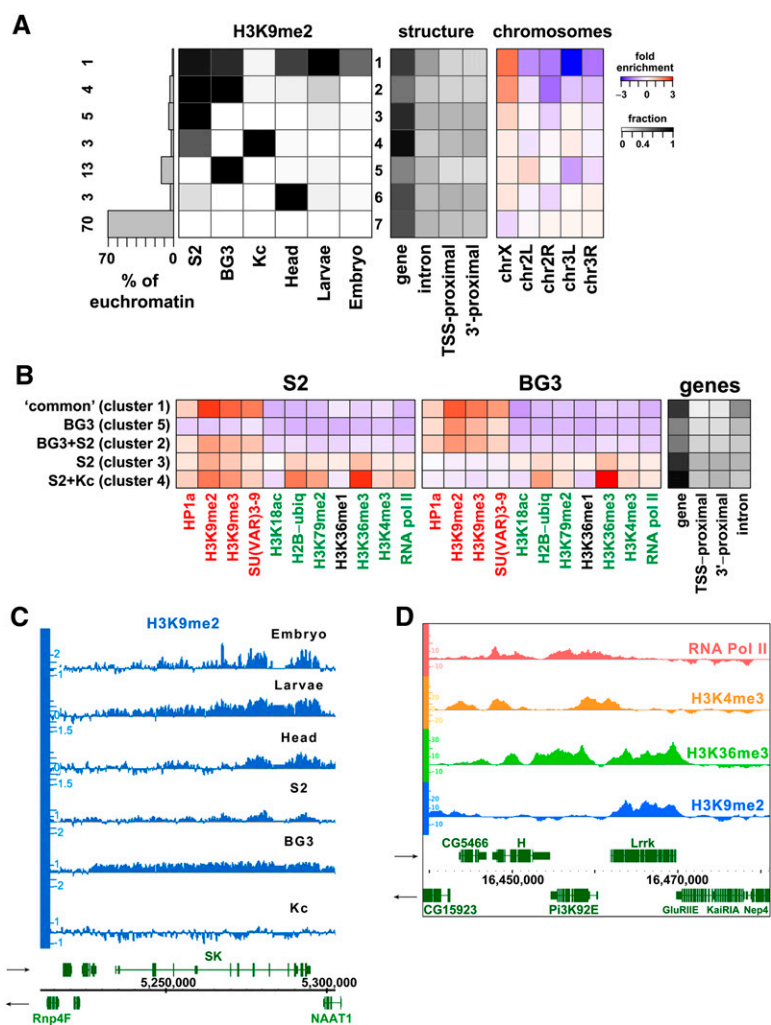 A
H3K9me2 structure chromosomes
1 1
4 2
5 3
3 4
13 5
3 6
70 7
fold
enrichment
−3 0 3
fraction
0 0.4 1
70 0
% of
euchromatin
S2 BG3 Kc Head Larvae Embryo
gene intron TSS-proximal 3'-proximal
chrX chr2L chr2R chr3L chr3R
B
S2 BG3 genes
‘common’ (cluster 1)
BG3 (cluster 5)
BG3+S2 (cluster 2)
S2 (cluster 3)
S2+Kc (cluster 4)
HP1a H3K9me2 H3K9me3 SU(VAR)3-9 H3K18ac H2B−ubiq H3K79me2 H3K36me1 H3K36me3 H3K4me3 RNA pol II
HP1a H3K9me2 H3K9me3 SU(VAR)3-9 H3K18ac H2B−ubiq H3K79me2 H3K36me1 H3K36me3 H3K4me3 RNA pol II
gene TSS−proximal 3'−proximal intron
C
H3K9me2
Embryo
Larvae
Head
S2
BG3
Kc
SK
5,250,000 5,300,000
Rnp4F NAAT1
D
RNA Pol II
H3K4me3
H3K36me3
H3K9me2
CG5466 H Lrrk
16,450,000 16,470,000
CG15923 Pi3K92E GluRIIE KaiRIA Nep4